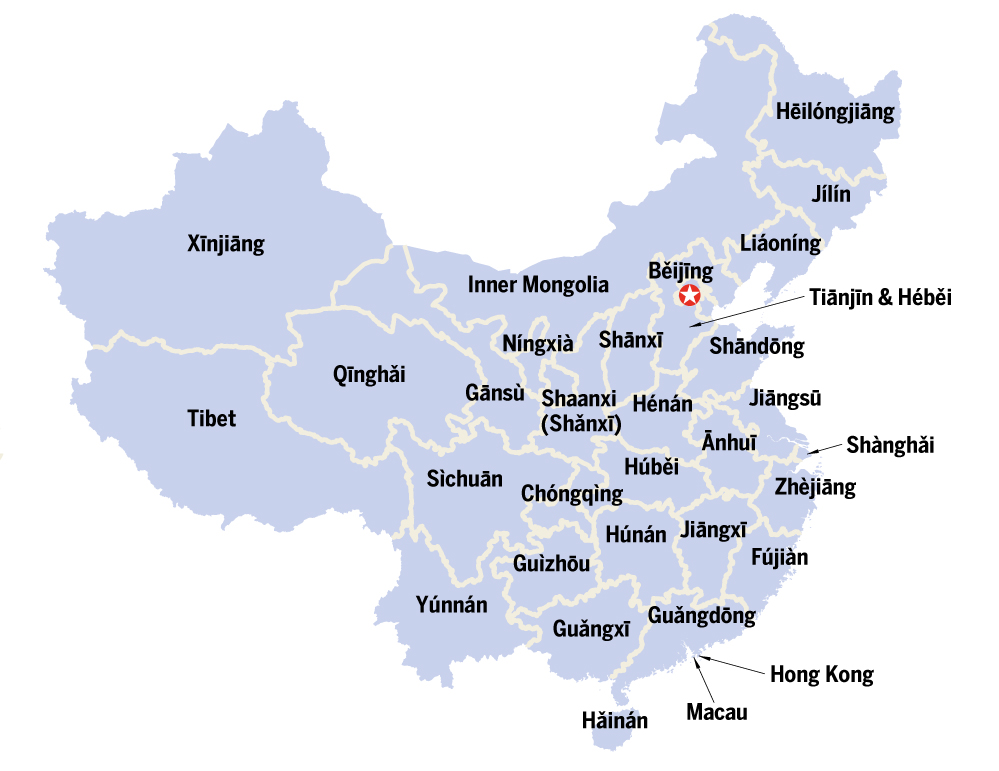 Hēilóngjiāng
Jílín
Xīnjiāng
Liáoníng
Běijīng
Inner Mongolia
Tiānjīn & Héběi
Níngxià
Shānxī
Shāndōng
Qīnghǎi
Gānsù
Shaanxi
(Shǎnxī)
Hénán
Jiāngsū
Tibet
Ānhuī
Shànghǎi
Húběi
Sìchuān
Chóngqìng
Zhèjiāng
Húnán
Jiāngxī
Guìzhōu
Fújiàn
Yúnnán
Guǎngxī
Guǎngdōng
Hong Kong
Macau
Hǎinán